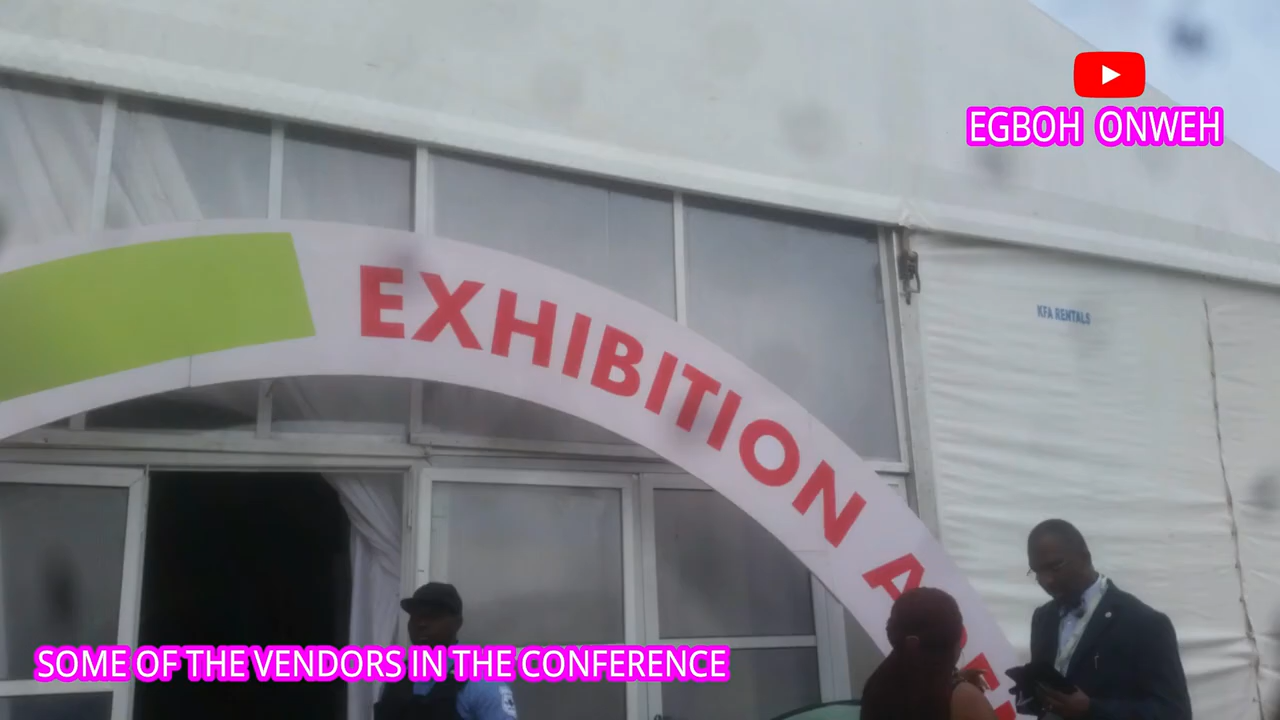 EGBOH ONWEH
KFA RENTALS
EXHIBITION
SOME OF THE VENDORS IN THE CONFERENCE